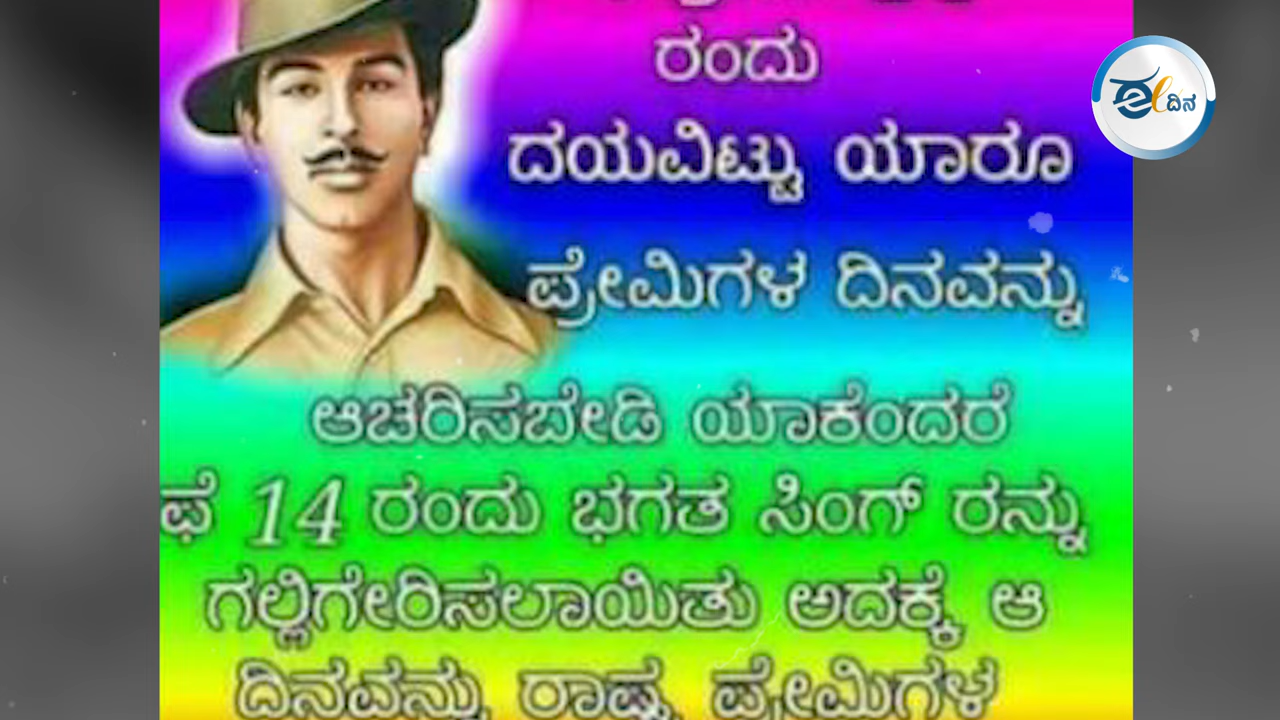 ರಂದು
ದಯವಿಟ್ಟು ಯಾರೂ
ಪ್ರೇಮಿಗಳ ದಿನವನ್ನು
ಆಚರಿಸಬೇಡಿ ಯಾಕೆಂದರೆ
ಫೆ 14 ರಂದು ಭಗತ ಸಿಂಗ್ ರನ್ನು
ಗಲ್ಲಿಗೇರಿಸಲಾಯಿತು ಅದಕ್ಕೆ ಆ
ದಿನವನ್ನು ರಾಷ್ಟ್ರ ಪ್ರೇಮಿಗಳ
ದಿನ